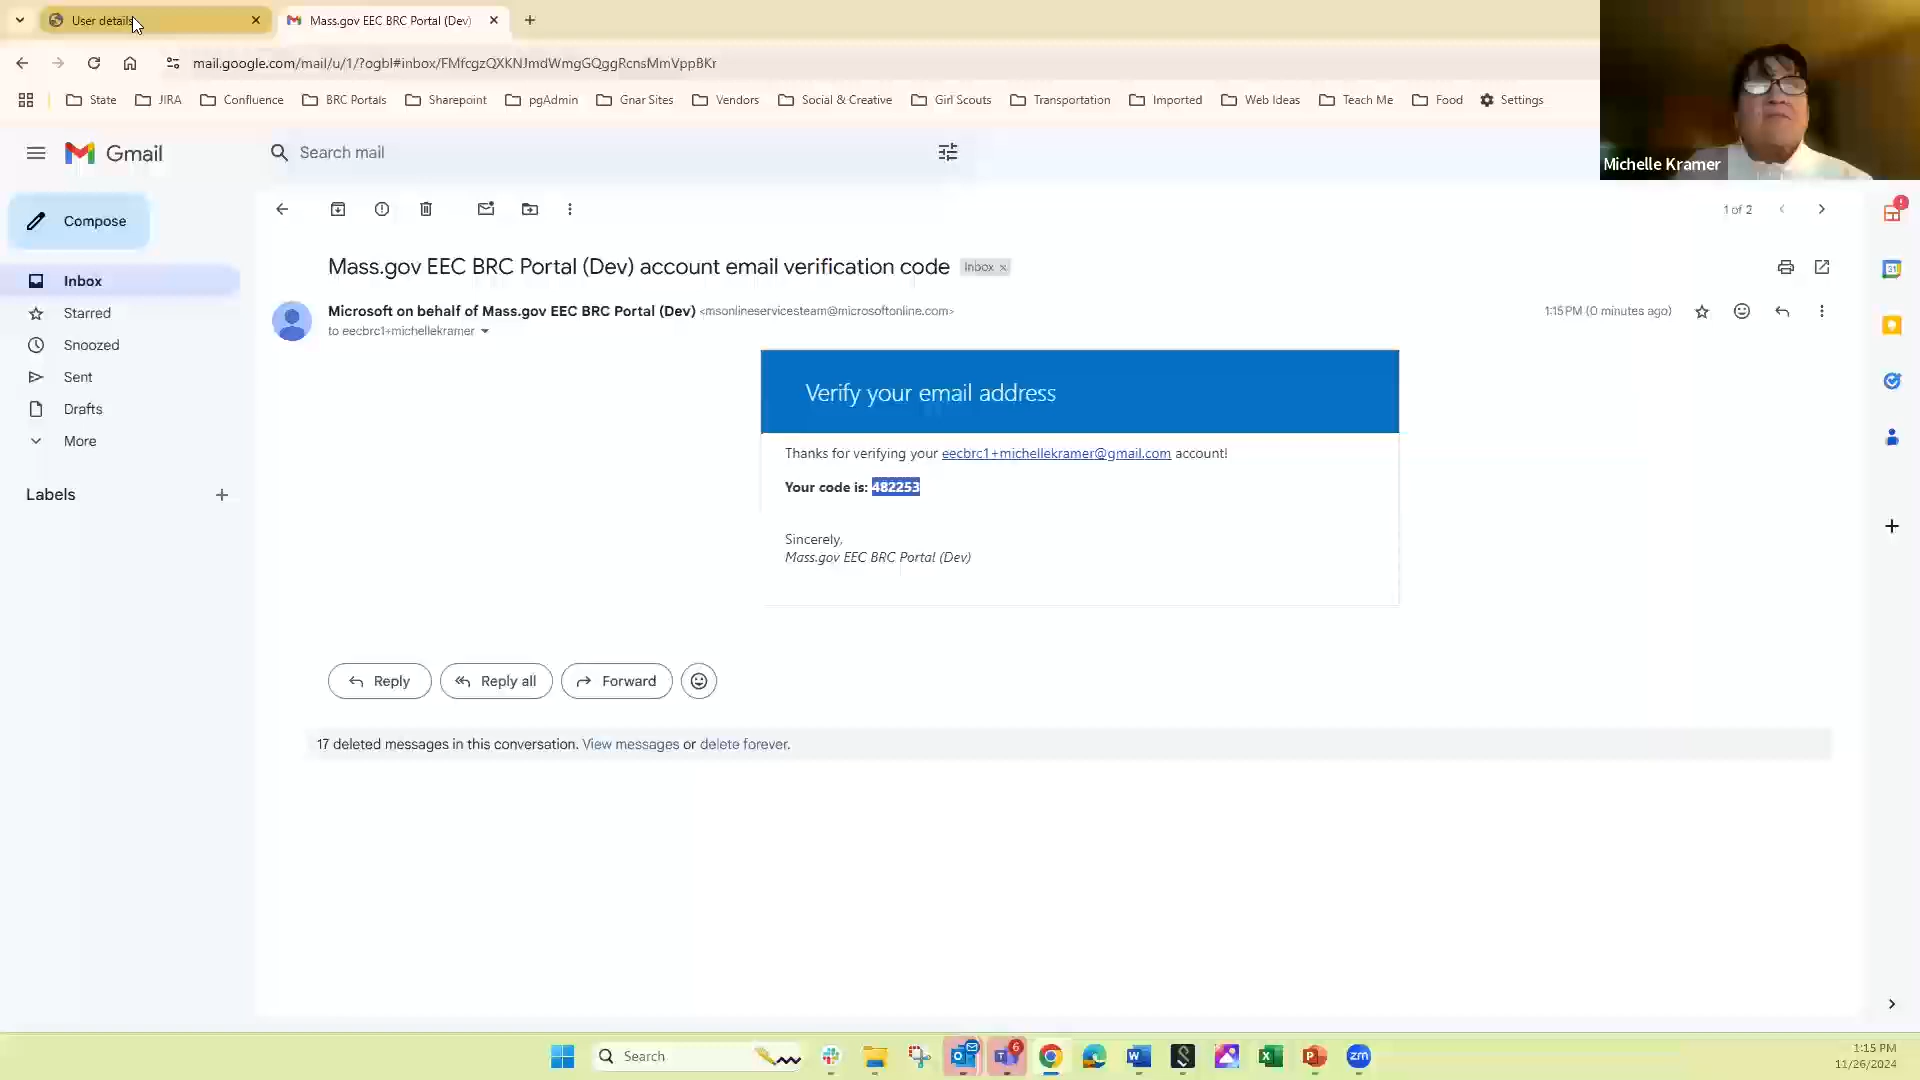 User details
Mass.gov EEC BRC Portal (Dev)
mail.google.com/mail/u/1/?ogbl#inbox/FMfcgzQXKNJmdWmgGQggRcnsMmVppBKr
State
JIRA
Confluence
BRC Portals
Sharepoint
pgAdmin
Gnar Sites
Vendors
Social & Creative
Girl Scouts
Transportation
Imported
Web Ideas
Teach Me
Food
Settings
Michelle Kramer
Gmail
Search mail
Compose
1 of 2
Inbox
Starred
Snoozed
Sent
Drafts
More
Labels
Mass.gov EEC BRC Portal (Dev) account email verification code
Inbox ×
Microsoft on behalf of Mass.gov EEC BRC Portal (Dev) <msonlineservicesteam@microsoftonline.com>
1:15 PM (0 minutes ago)
to eecbrc1+michellekramer
Verify your email address
Thanks for verifying your eecbrc1+michellekramer@gmail.com account!
Your code is: 482253
Sincerely,
Mass.gov EEC BRC Portal (Dev)
Reply
Reply all
Forward
17 deleted messages in this conversation. View messages or delete forever.
31
Search
6
zm
1:15 PM
11/26/2024